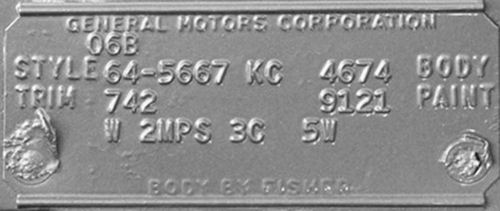 GENERAL MOTORS CORPORATION
06B
STYLE 64-5667 KC 4674 BODY
TRIM 742 9121 PAINT
W 2MPS 3C 5W
BODY BY FISHER